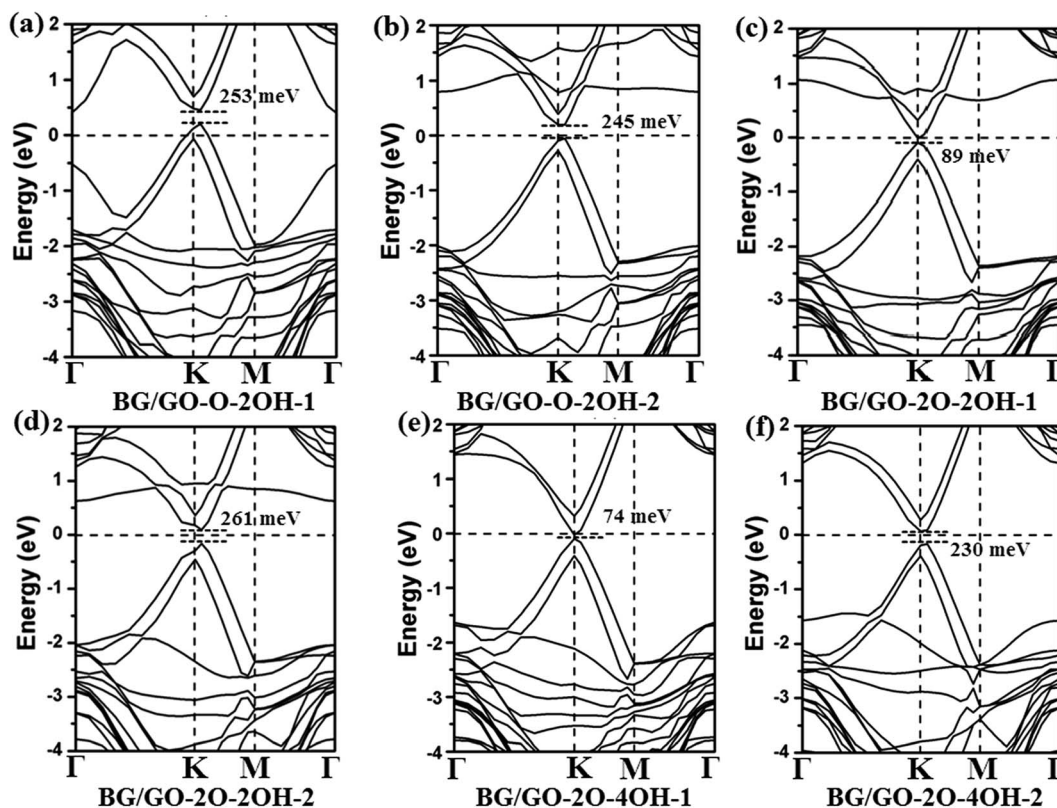 (a)
Energy (eV)
2
1
0
-1
-2
-3
-4
253 meV
Γ K M Γ
BG/GO-O-2OH-1
(b)
Energy (eV)
2
1
0
-1
-2
-3
-4
245 meV
Γ K M Γ
BG/GO-O-2OH-2
(c)
Energy (eV)
2
1
0
-1
-2
-3
-4
89 meV
Γ K M Γ
BG/GO-2O-2OH-1
(d)
Energy (eV)
2
1
0
-1
-2
-3
-4
261 meV
Γ K M Γ
BG/GO-2O-2OH-2
(e)
Energy (eV)
2
1
0
-1
-2
-3
-4
74 meV
Γ K M Γ
BG/GO-2O-4OH-1
(f)
Energy (eV)
2
1
0
-1
-2
-3
-4
230 meV
Γ K M Γ
BG/GO-2O-4OH-2